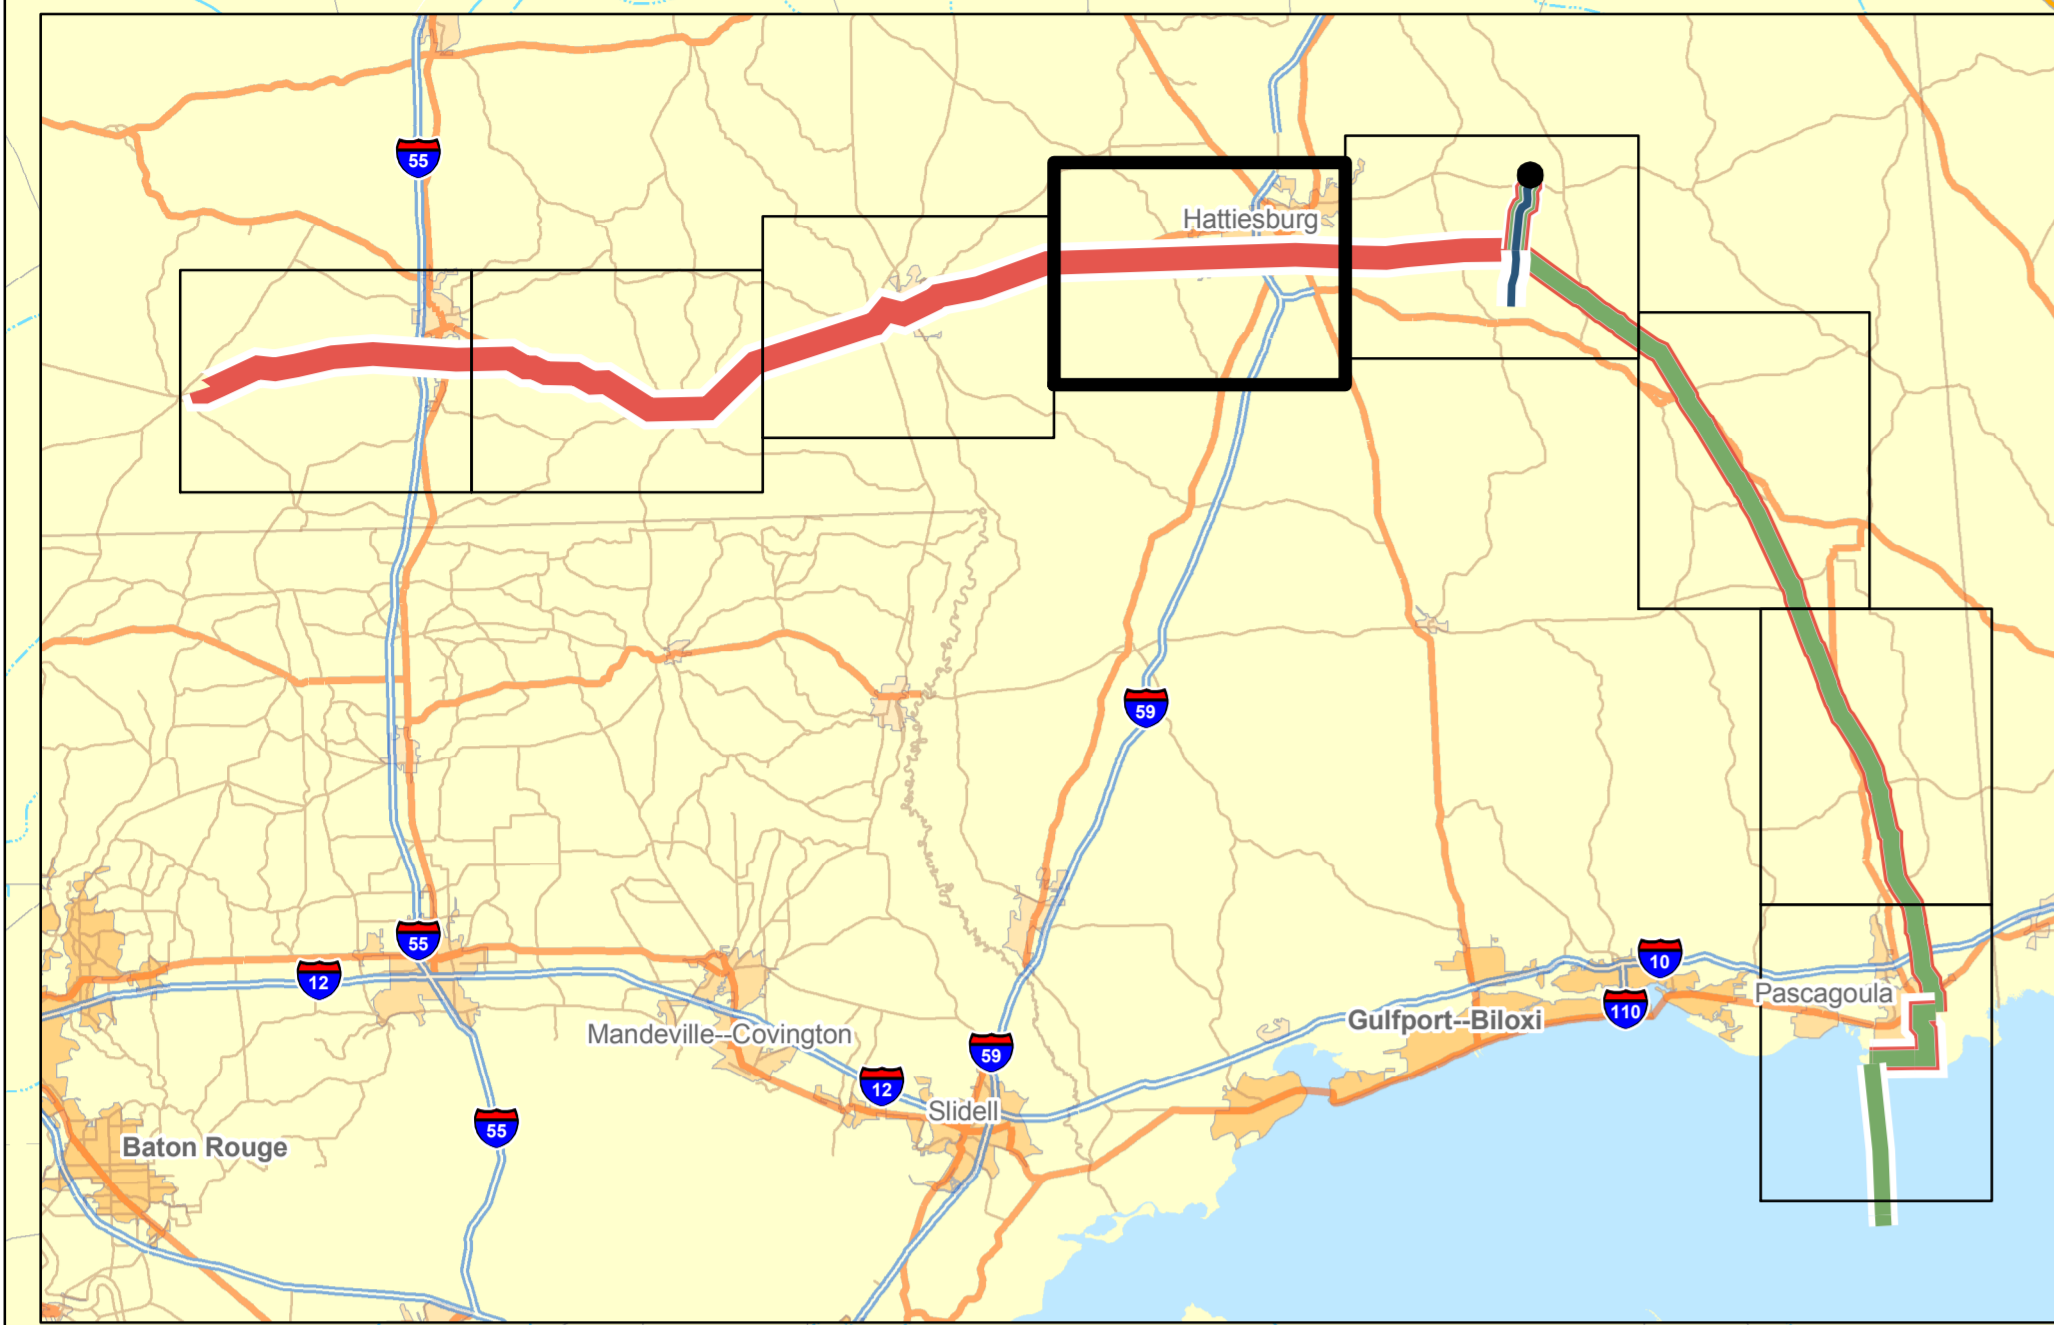 55
Hattiesburg
59
55
12
10
Pascagoula
110
Gulfport--Biloxi
Mandeville--Covington
59
12
Slidell
55
Baton Rouge